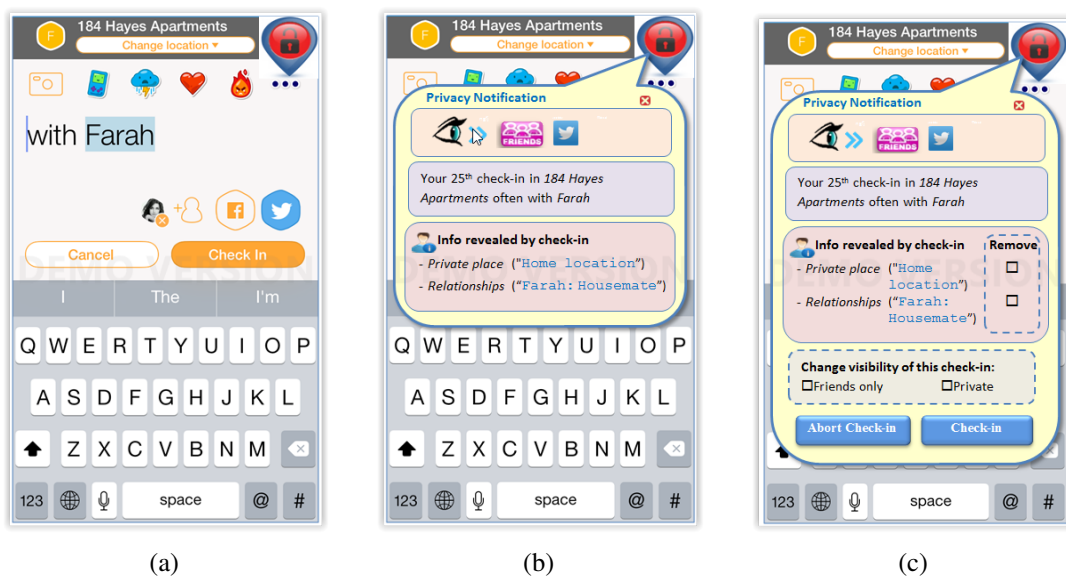 184 Hayes Apartments
F
Change location ▾
with Farah
Cancel
Check In
DEMO VERSION
I The I'm
Q W E R T Y U I O P
A S D F G H J K L
Z X C V B N M
123 space @ #
(a)
184 Hayes Apartments
F
Change location ▾
Privacy Notification
FRIENDS
Your 25th check-in in 184 Hayes
Apartments often with Farah
Info revealed by check-in
- Private place ("Home location")
- Relationships ("Farah: Housemate")
Q W E R T Y U I O P
A S D F G H J K L
Z X C V B N M
123 space @ #
(b)
184 Hayes Apartments
F
Change location ▾
Privacy Notification
FRIENDS
Your 25th check-in in 184 Hayes
Apartments often with Farah
Info revealed by check-in Remove
- Private place ("Home
location")
- Relationships ("Farah:
Housemate")
Change visibility of this check-in:
Friends only Private
Abort Check-in Check-in
123 space @ #
(c)